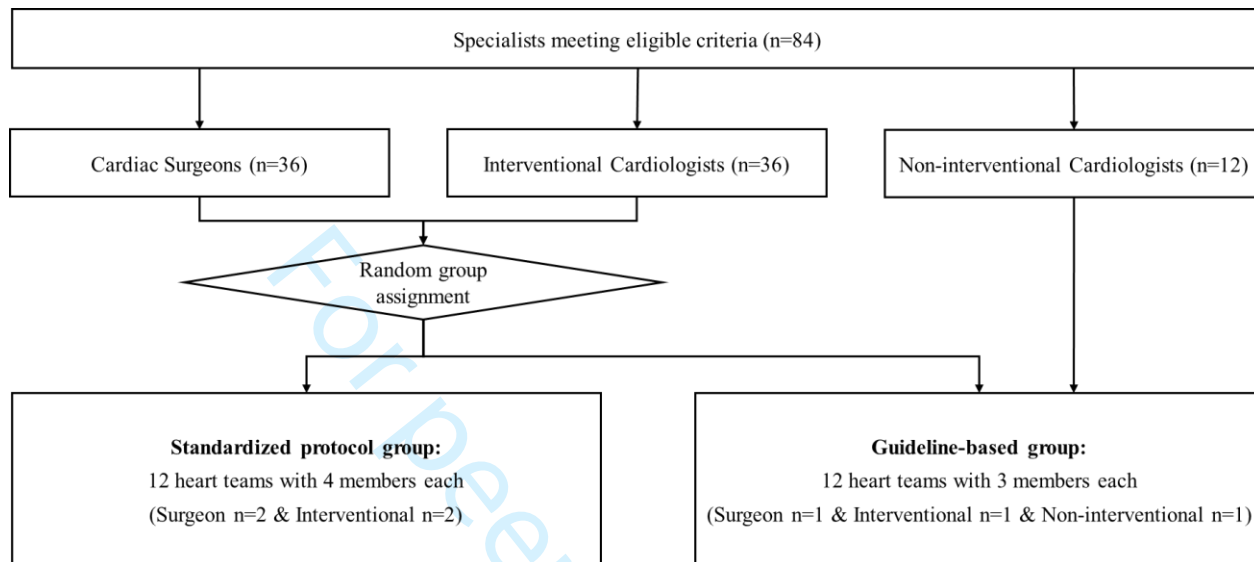 Specialists meeting eligible criteria (n=84)
Cardiac Surgeons (n=36)
Interventional Cardiologists (n=36)
Non-interventional Cardiologists (n=12)
Random group
assignment
Standardized protocol group:
12 heart teams with 4 members each
(Surgeon n=2 & Interventional n=2)
Guideline-based group:
12 heart teams with 3 members each
(Surgeon n=1 & Interventional n=1 & Non-interventional n=1)
For peer